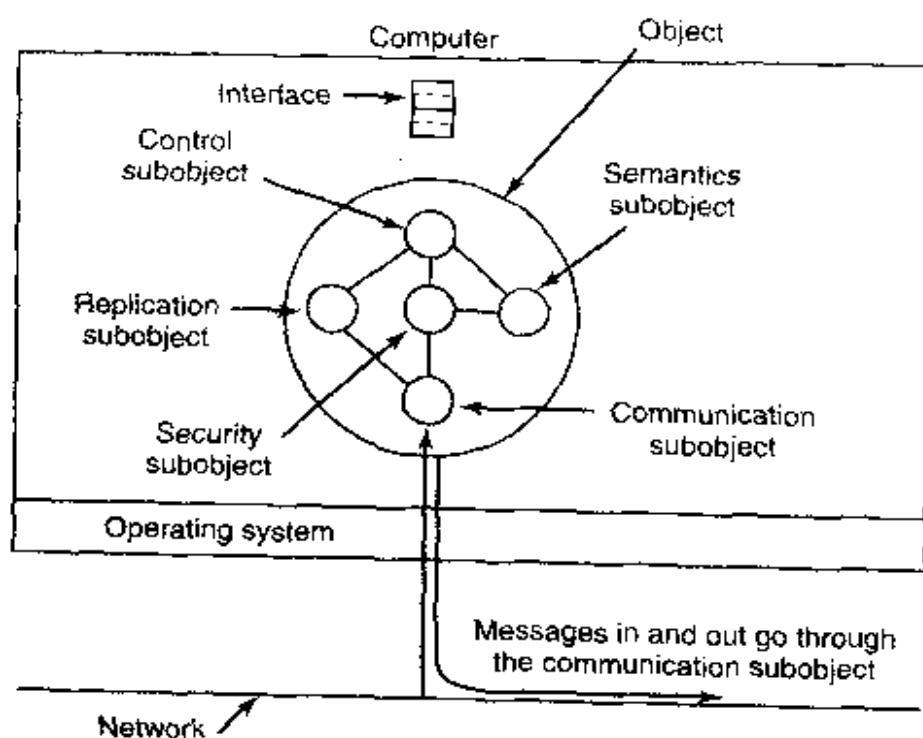 Computer
Object
Interface
Control
subobject
Semantics
subobject
Replication
subobject
Security
subobject
Communication
subobject
Operating system
Messages in and out go through
the communication subobject
Network